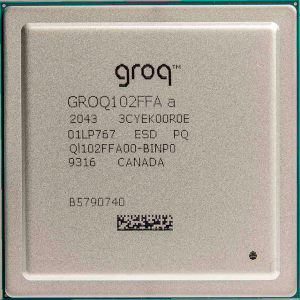 groq™
GROQ102FFA a
2043 3CYEK00R0E
01LP767 ESD PQ
QI102FFA00-BINP0
9316 CANADA
B5790740